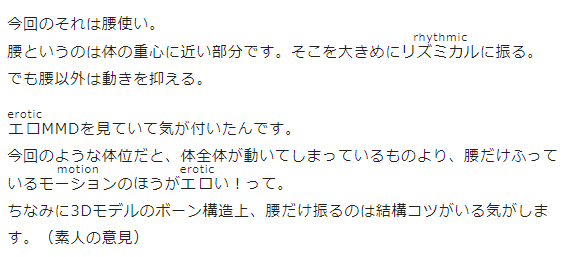 今回のそれは腰使い。
rhythmic
腰というのは体の重心に近い部分です。そこを大きめにリズミカルに振る。
でも腰以外は動きを抑える。
erotic
エロMMDを見ていて気が付いたんです。
今回のような体位だと、体全体が動いてしまっているものより、腰だけふって
motion erotic
いるモーションのほうがエロい！って。
ちなみに3Dモデルのボーン構造上、腰だけ振るのは結構コツがいる気がしま
す。（素人の意見）